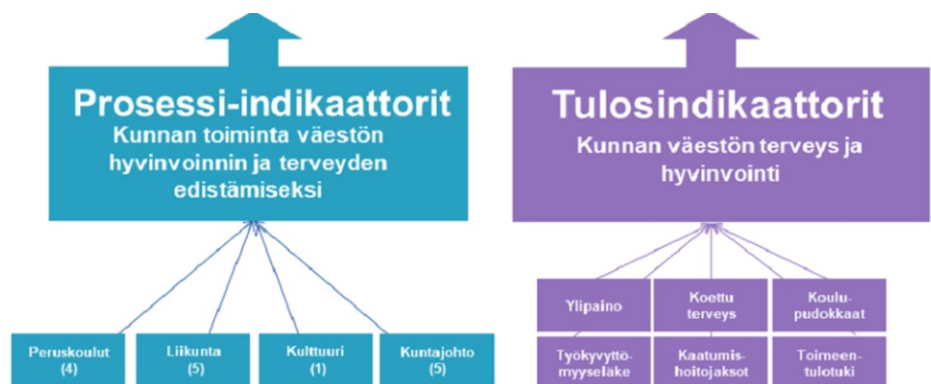 Prosessi-indikaattorit
Kunnan toiminta väestön
hyvinvoinnin ja terveyden
edistämiseksi
Peruskoulut
(4)
Liikunta
(5)
Kulttuuri
(1)
Kuntajohto
(5)
Tulosindikaattorit
Kunnan väestön terveys ja
hyvinvointi
Ylipaino
Koettu
terveys
Koulu-
pudokkaat
Työkyvyttö-
myyseläke
Kaatumis-
hoitojaksot
Toimeen-
tulotuki